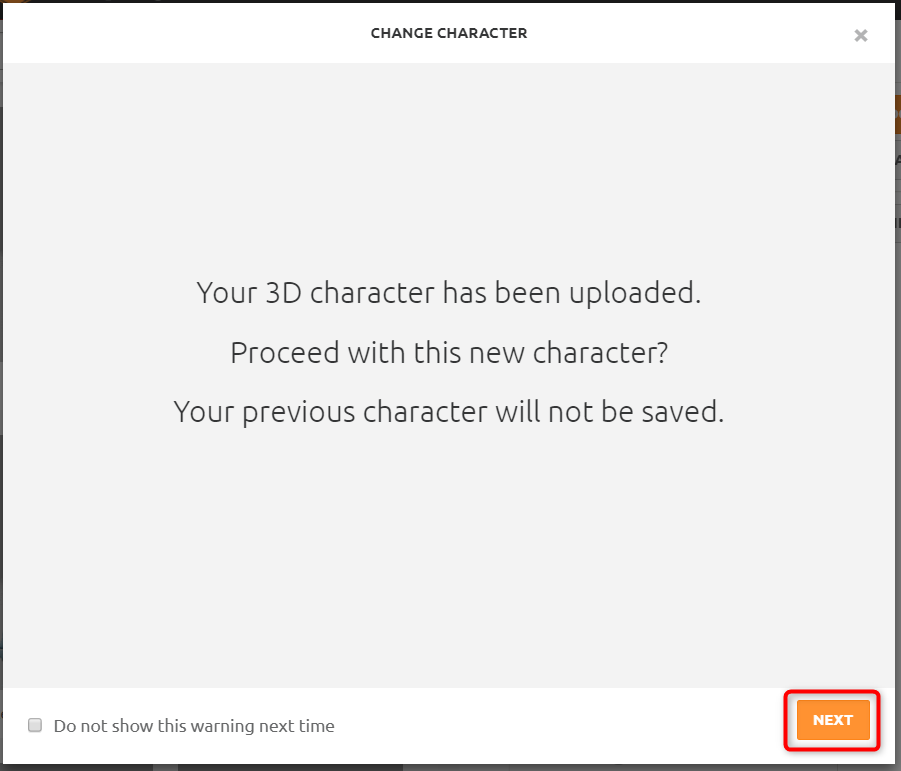 CHANGE CHARACTER
Your 3D character has been uploaded.
Proceed with this new character?
Your previous character will not be saved.
Do not show this warning next time
NEXT